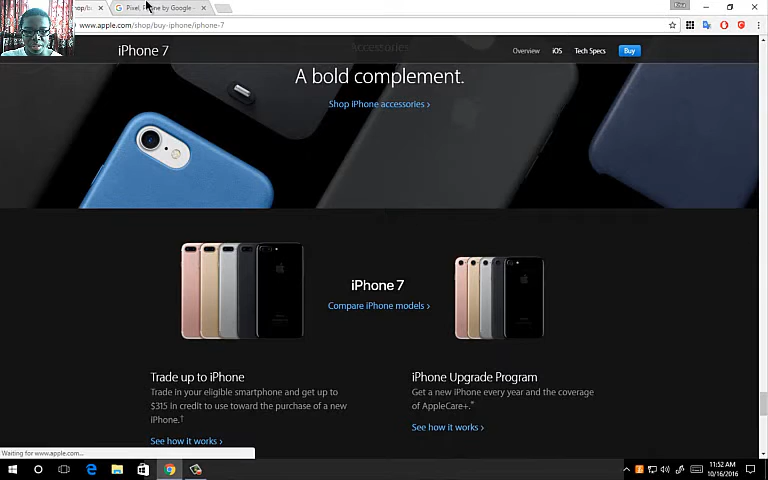 Pixel, Phone by Google -
Kina
www.apple.com/shop/buy-iphone/iphone-7
iPhone 7
Accessories
Overview iOS Tech Specs Buy
A bold complement.
Shop iPhone accessories >
iPhone 7
Compare iPhone models >
Trade up to iPhone
Trade in your eligible smartphone and get up to
$315 in credit to use toward the purchase of a new
iPhone.†
See how it works >
iPhone Upgrade Program
Get a new iPhone every year and the coverage
of AppleCare+.*
See how it works >
Waiting for www.apple.com...
11:52 AM
10/16/2016